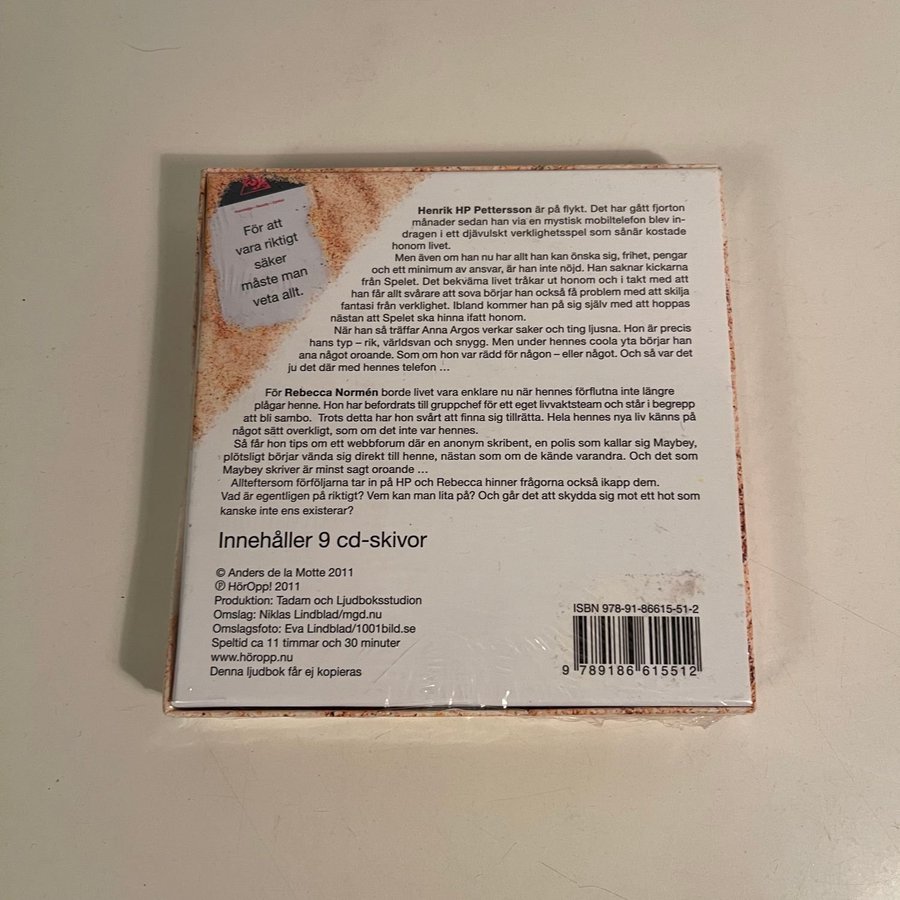 För att
vara riktigt
säker
måste man
veta allt.
Henrik HP Pettersson är på flykt. Det har gått fjorton
månader sedan han via en mystisk mobiltelefon blev in-
dragen i ett djävulskt verklighetsspel som sånär kostade
honom livet.
Men även om han nu har allt han kan önska sig, frihet, pengar
och ett minimum av ansvar, är han inte nöjd. Han saknar kickarna
från Spelet. Det bekväma livet tråkar ut honom och i takt med att
han får allt svårare att sova börjar han också få problem med att skilja
fantasi från verklighet. Ibland kommer han på sig själv med att hoppas
nästan att Spelet ska hinna ifatt honom.
När han så träffar Anna Argos verkar saker och ting ljusna. Hon är precis
hans typ – rik, världsvan och snygg. Men under hennes coola yta börjar han
ana något oroande. Som om hon var rädd för någon – eller något. Och så var det
ju det där med hennes telefon ...
För Rebecca Normén borde livet vara enklare nu när hennes förflutna inte längre
plågar henne. Hon har befordrats till gruppchef för ett eget livvaktsteam och står i begrepp
att bli sambo. Trots detta har hon svårt att finna sig tillrätta. Hela hennes nya liv känns på
något sätt overkligt, som om det inte var hennes.
Så får hon tips om ett webbforum där en anonym skribent, en polis som kallar sig Maybey,
plötsligt börjar vända sig direkt till henne, nästan som om de kände varandra. Och det som
Maybey skriver är minst sagt oroande ...
Allteftersom förföljarna tar in på HP och Rebecca hinner frågorna också ikapp dem.
Vad är egentligen på riktigt? Vem kan man lita på? Och går det att skydda sig mot ett hot som
kanske inte ens existerar?
Innehåller 9 cd-skivor
© Anders de la Motte 2011
℗ HörOpp! 2011
Produktion: Tadam och Ljudboksstudion
Omslag: Niklas Lindblad/mgd.nu
Omslagsfoto: Eva Lindblad/1001bild.se
Speltid ca 11 timmar och 30 minuter
www.höropp.nu
Denna ljudbok får ej kopieras
ISBN 978-91-86615-51-2
9 789186 615512